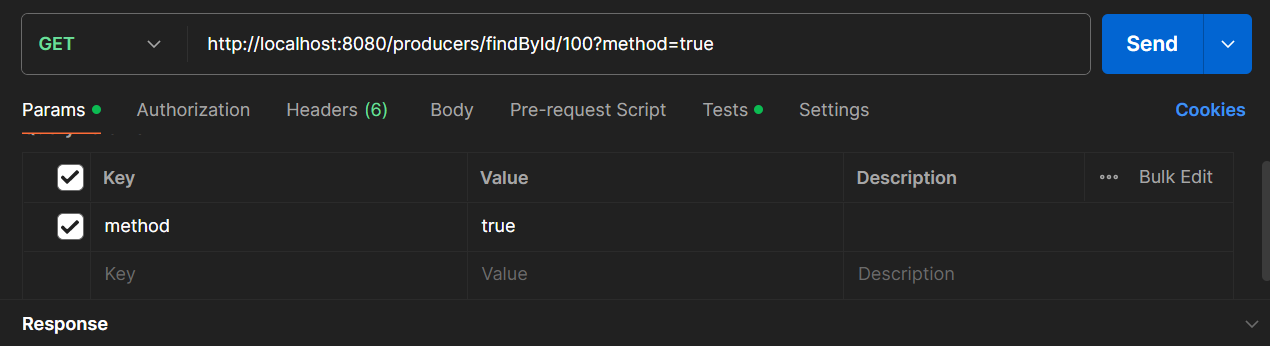 GET http://localhost:8080/producers/findById/100?method=true Send
Params Authorization Headers (6) Body Pre-request Script Tests Settings Cookies
Key Value Description Bulk Edit
method true
Key Value Description
Response